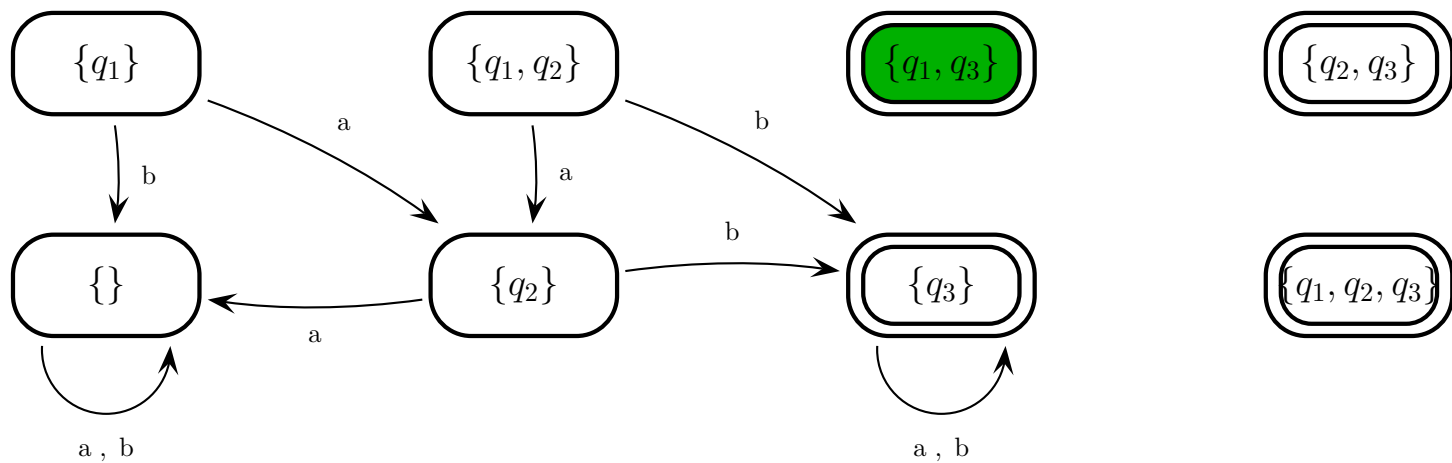 {q₁} {q₁, q₂} {q₁, q₃} {q₂, q₃}
a b
b a
b
{} {q₂} {q₃} {q₁, q₂, q₃}
a
a , b a , b